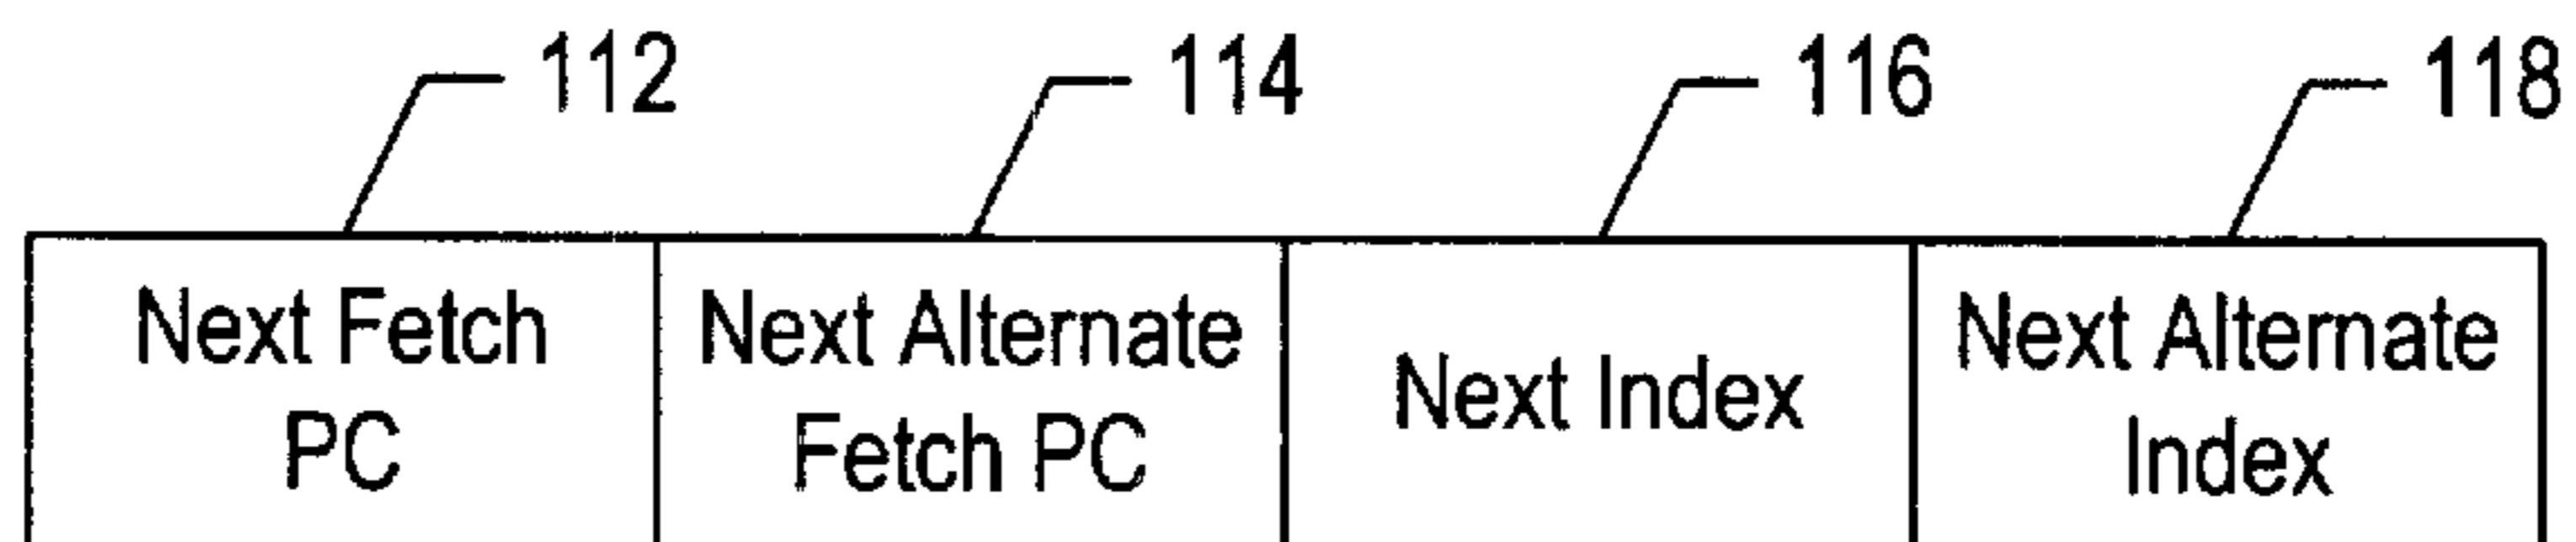 112
114
116
118
Next Fetch
PC
Next Alternate
Fetch PC
Next Index
Next Alternate
Index